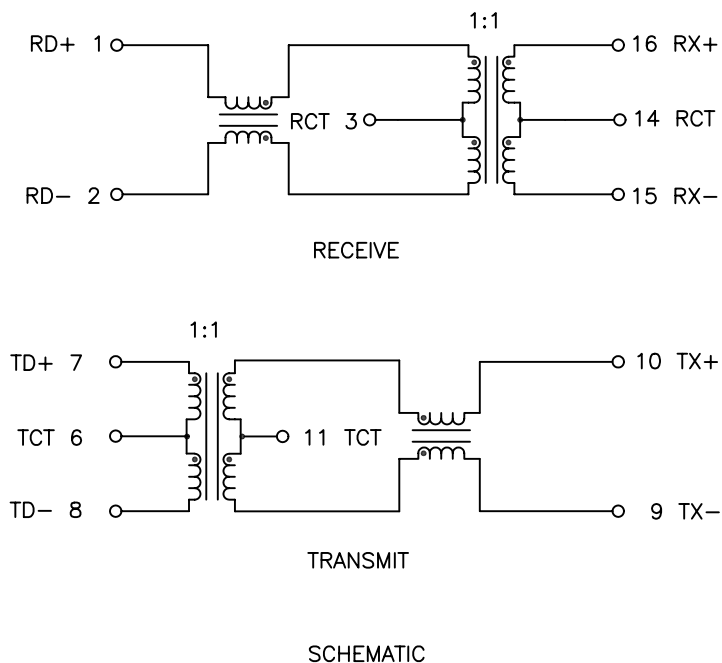 1:1
RD+ 1
16 RX+
RCT 3
14 RCT
RD- 2
15 RX-
RECEIVE
1:1
TD+ 7
10 TX+
TCT 6
11 TCT
TD- 8
9 TX-
TRANSMIT
SCHEMATIC